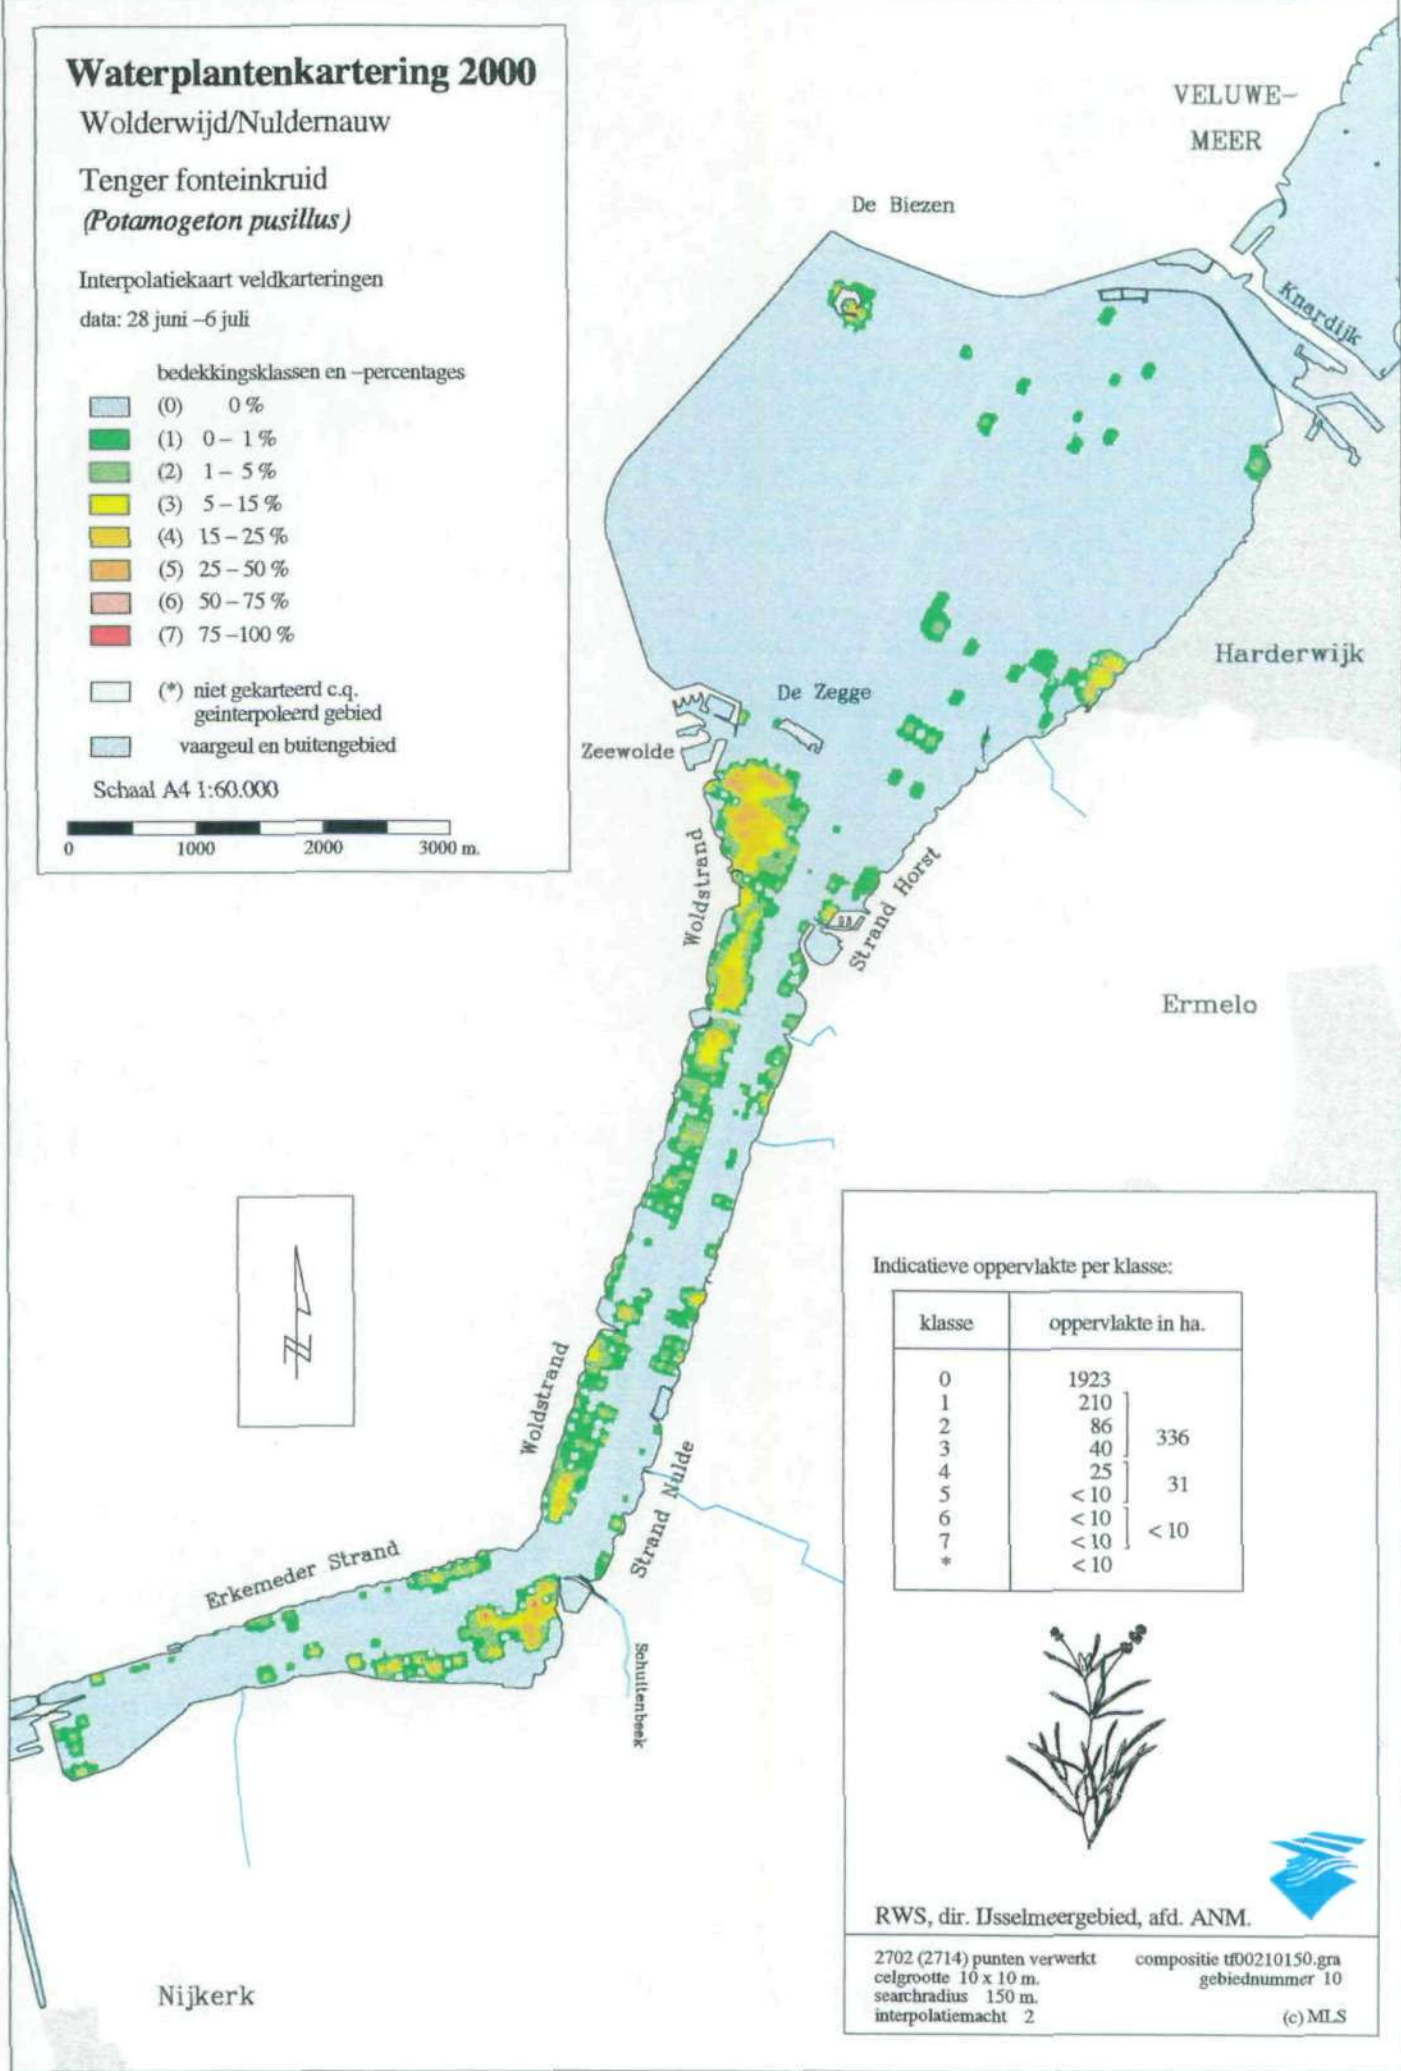 Waterplantenkartering 2000
Wolderwijd/Nuldernauw
Tenger fonteinkruid
(Potamogeton pusillus)
Interpolatiekaart veldkarteringen
data: 28 juni –6 juli
bedekkingsklassen en –percentages
(0) 0 %
(1) 0 – 1 %
(2) 1 – 5 %
(3) 5 – 15 %
(4) 15 – 25 %
(5) 25 – 50 %
(6) 50 – 75 %
(7) 75 –100 %
(*) niet gekarteerd c.q.
geinterpoleerd gebied
vaargeul en buitengebied
Schaal A4 1:60.000
0 1000 2000 3000 m.
VELUWE–
MEER
De Biezen
Knardijk
Harderwijk
De Zegge
Zeewolde
Woldstrand
Strand Horst
Ermelo
Woldstrand
Strand Nulde
Erkemeder Strand
Schuitenbeek
Nijkerk
N
Indicatieve oppervlakte per klasse:
klasse oppervlakte in ha.
0 1923
1 210
2 86
3 40
336
4 25
5 < 10
31
6 < 10
7 < 10
< 10
* < 10
RWS, dir. IJsselmeergebied, afd. ANM.
2702 (2714) punten verwerkt compositie tf00210150.gra
celgrootte 10 x 10 m. gebiednummer 10
searchradius 150 m.
interpolatiemacht 2 (c) MLS